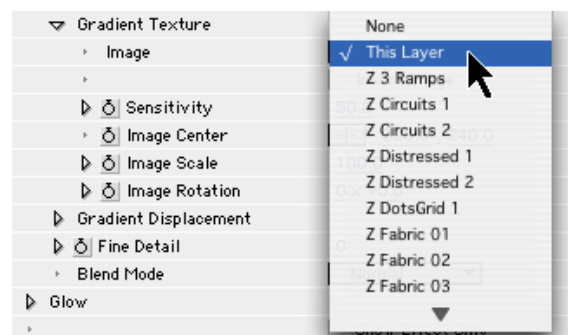 Gradient Texture
None
Image
This Layer
Z 3 Ramps
Sensitivity
Z Circuits 1
Image Center
Z Circuits 2
Image Scale
Z Distressed 1
Image Rotation
Z Distressed 2
Z DotsGrid 1
Gradient Displacement
Z Fabric 01
Fine Detail
Z Fabric 02
Blend Mode
Z Fabric 03
Glow